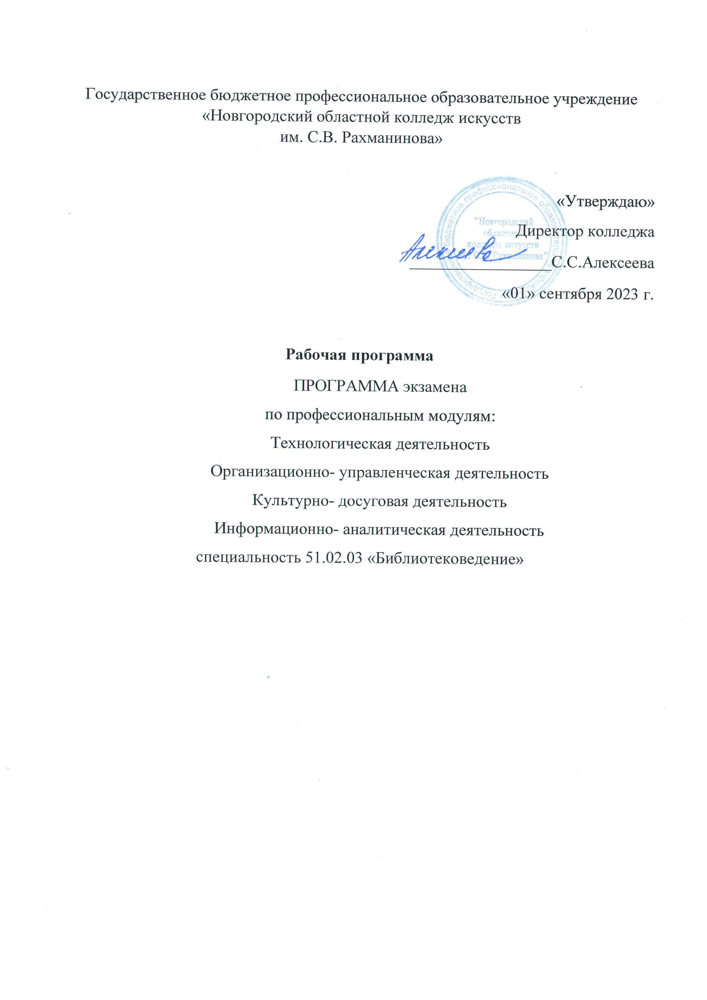 Государственное бюджетное профессиональное образовательное учреждение
«Новгородский областной колледж искусств
им. С.В. Рахманинова»
«Утверждаю»
Директор колледжа
Алексеева
С.С.Алексеева
«01» сентября 2023 г.
Государственное бюджетное профессиональное образовательное учреждение
"Новгородский
областной
колледж искусств
им. С.В. Рахманинова"
Рабочая программа
ПРОГРАММА экзамена
по профессиональным модулям:
Технологическая деятельность
Организационно- управленческая деятельность
Культурно- досуговая деятельность
Информационно- аналитическая деятельность
специальность 51.02.03 «Библиотековедение»